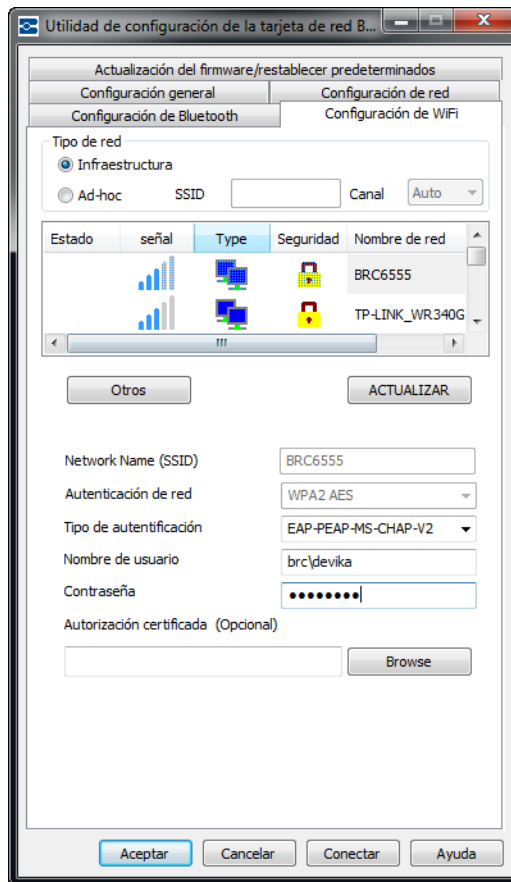 Utilidad de configuración de la tarjeta de red B...
Actualización del firmware/restablecer predeterminados
Configuración general Configuración de red
Configuración de Bluetooth Configuración de WiFi
Tipo de red
Infraestructura
Ad-hoc SSID Canal Auto
Estado señal Type Seguridad Nombre de red
BRC6555
TP-LINK_WR340G
Otros ACTUALIZAR
Network Name (SSID) BRC6555
Autenticación de red WPA2 AES
Tipo de autentificación EAP-PEAP-MS-CHAP-V2
Nombre de usuario brc\devika
Contraseña ●●●●●●●●
Autorización certificada (Opcional)
Browse
Aceptar Cancelar Conectar Ayuda